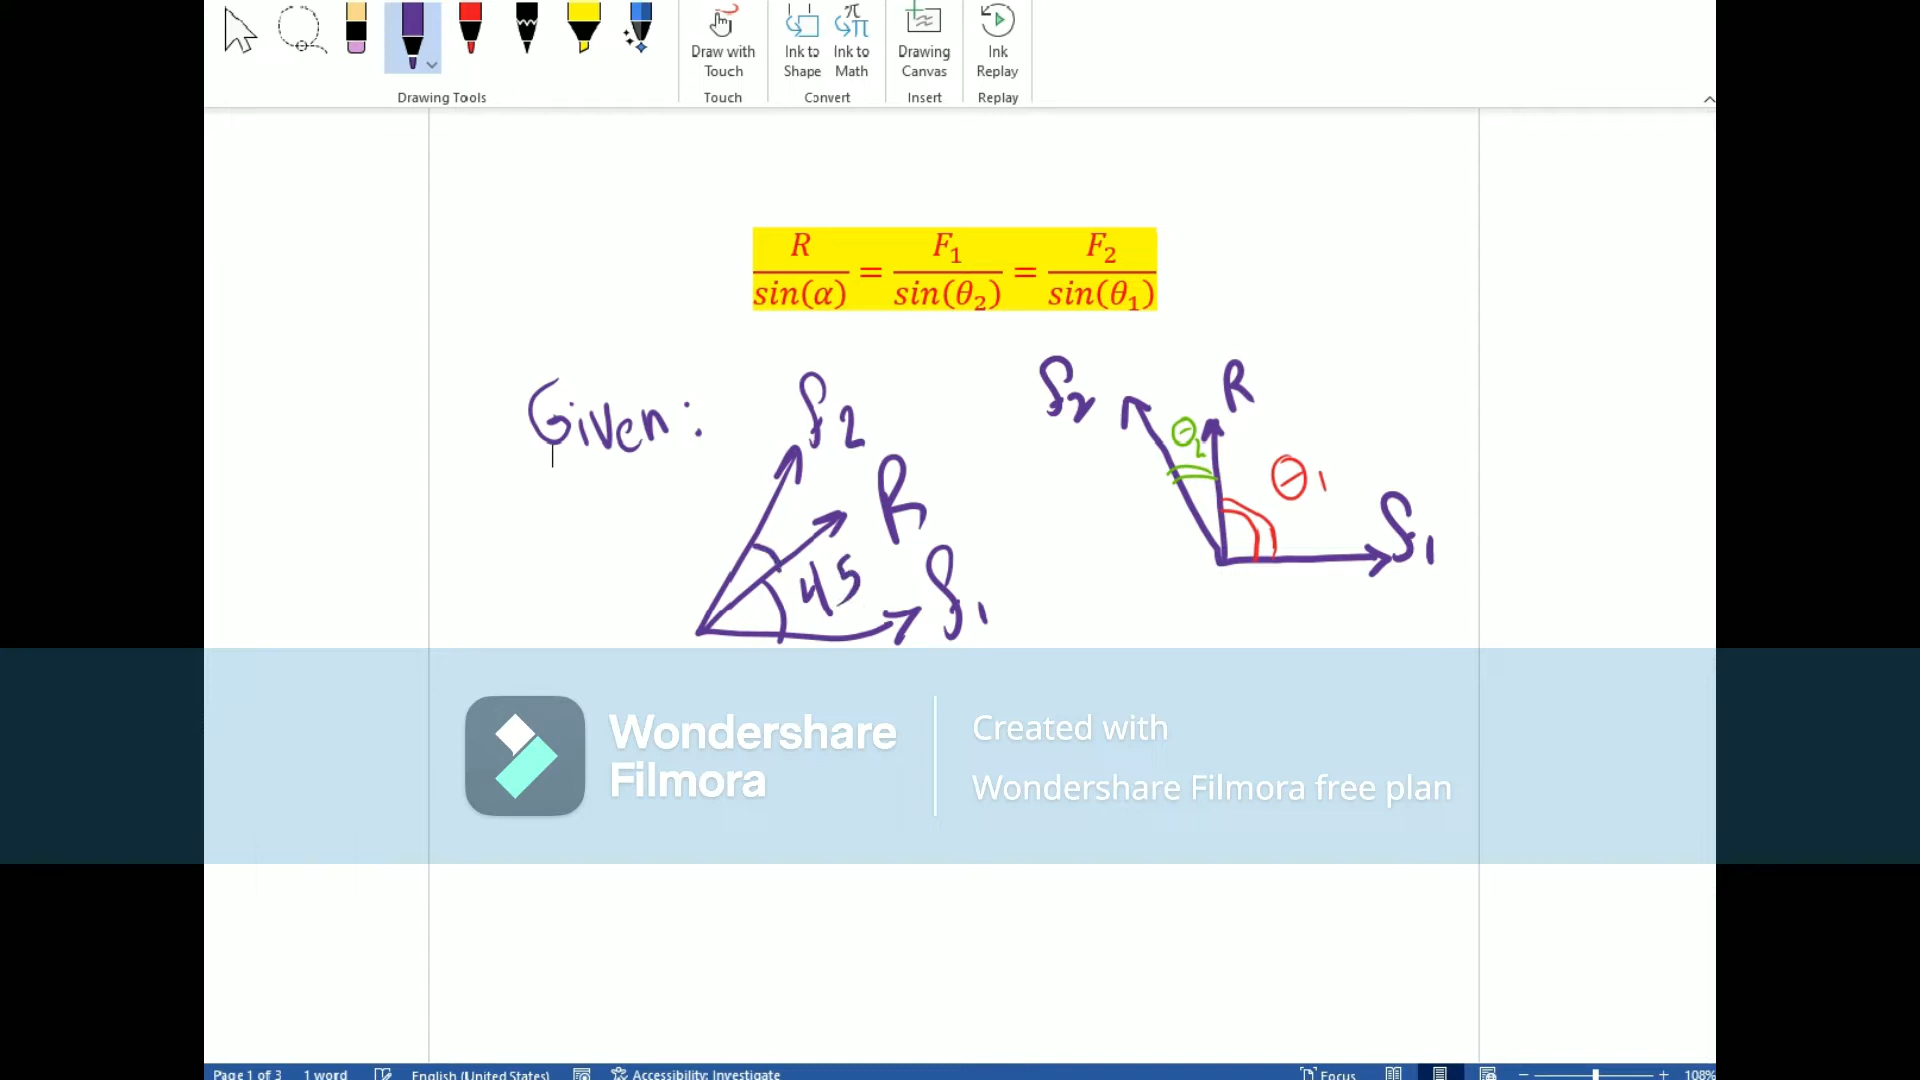 Draw with Touch
Ink to Shape
Ink to Math
Drawing Canvas
Ink Replay
Drawing Tools
Touch
Convert
Insert
Replay
R/sin(α) = F₁/sin(θ₂) = F₂/sin(θ₁)
Given:
f2
R
45
f1
f2
R
θ2
θ1
f1
Wondershare Filmora
Created with
Wondershare Filmora free plan
Page 1 of 3
1 word
English (United States)
Accessibility: Investigate
Focus
108%